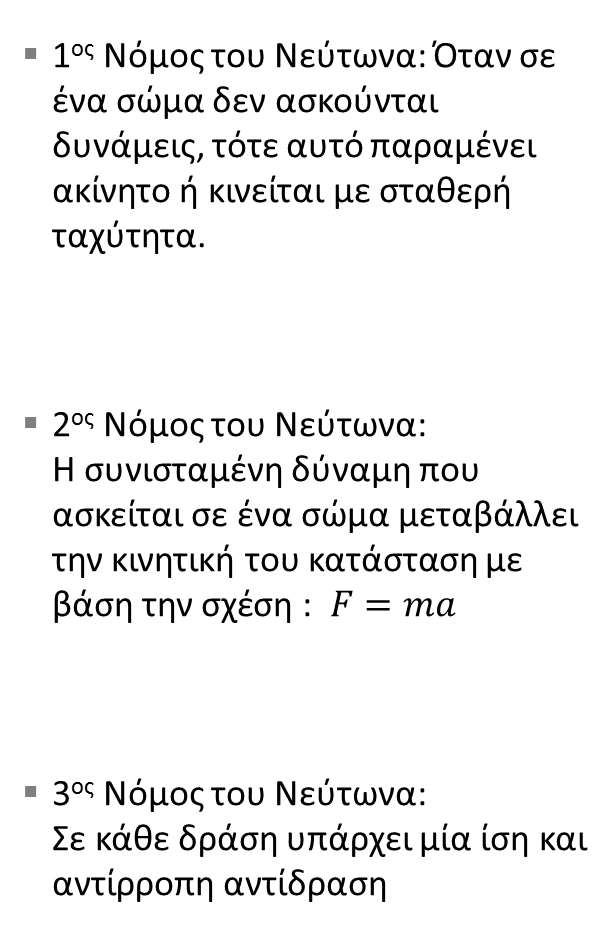 ▪ 1ος Νόμος του Νεύτωνα: Όταν σε
ένα σώμα δεν ασκούνται
δυνάμεις, τότε αυτό παραμένει
ακίνητο ή κινείται με σταθερή
ταχύτητα.
▪ 2ος Νόμος του Νεύτωνα:
Η συνισταμένη δύναμη που
ασκείται σε ένα σώμα μεταβάλλει
την κινητική του κατάσταση με
βάση την σχέση : F = ma
▪ 3ος Νόμος του Νεύτωνα:
Σε κάθε δράση υπάρχει μία ίση και
αντίρροπη αντίδραση